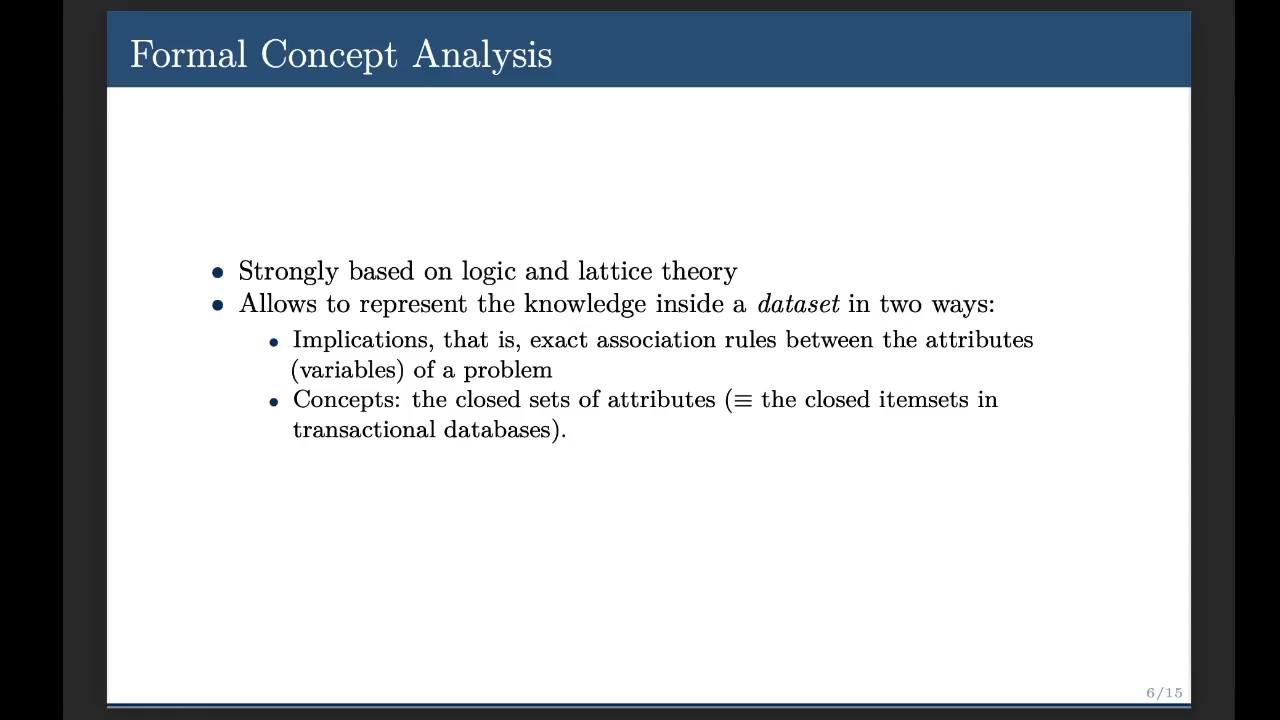 Formal Concept Analysis
• Strongly based on logic and lattice theory
• Allows to represent the knowledge inside a dataset in two ways:
• Implications, that is, exact association rules between the attributes
(variables) of a problem
• Concepts: the closed sets of attributes (≡ the closed itemsets in
transactional databases).
6/15